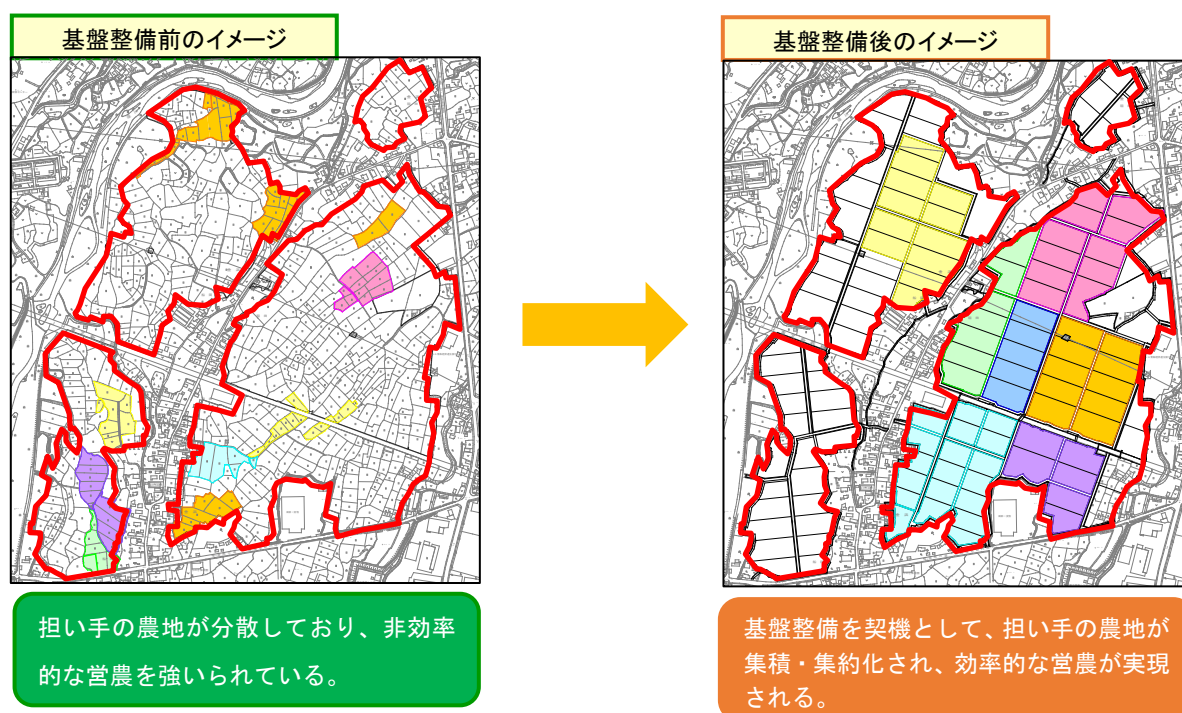 基盤整備前のイメージ
基盤整備後のイメージ
担い手の農地が分散しており、非効率
的な営農を強いられている。
基盤整備を契機として、担い手の農地が
集積・集約化され、効率的な営農が実現
される。